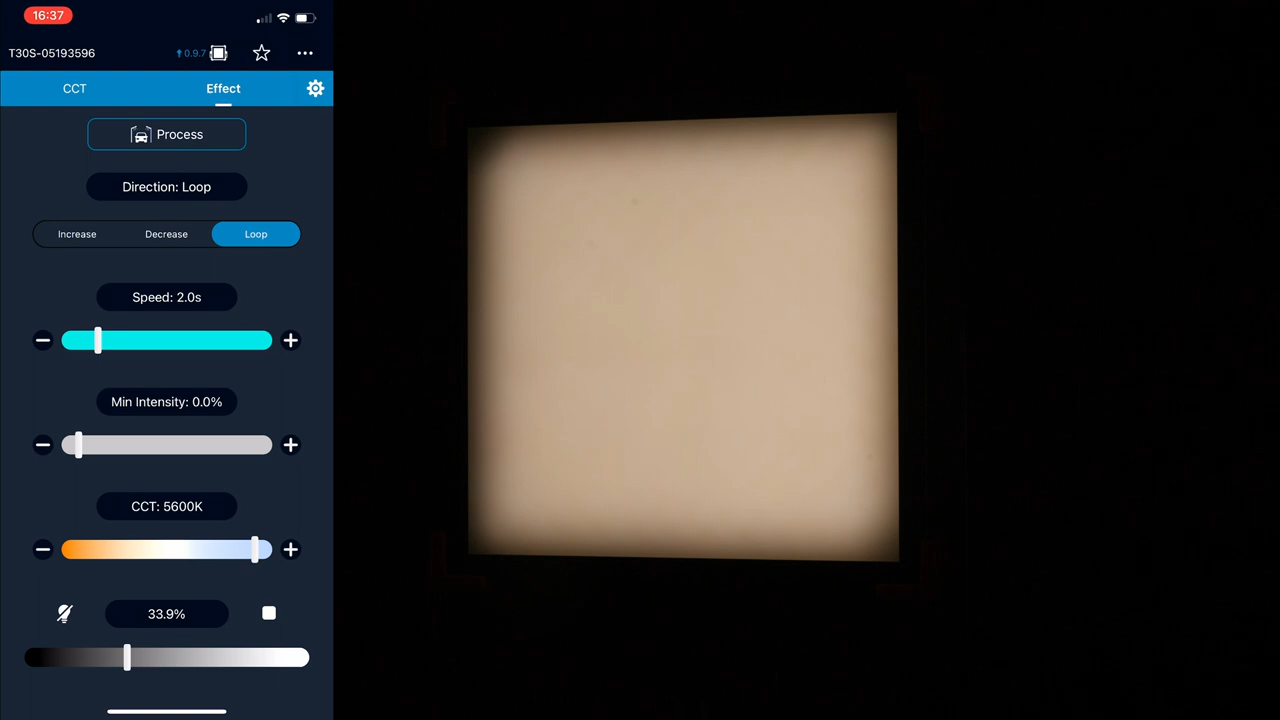 16:37
T30S-05193596
0.9.7
CCT
Effect
Process
Direction: Loop
Increase
Decrease
Loop
Speed: 2.0s
Min Intensity: 0.0%
CCT: 5600K
33.9%